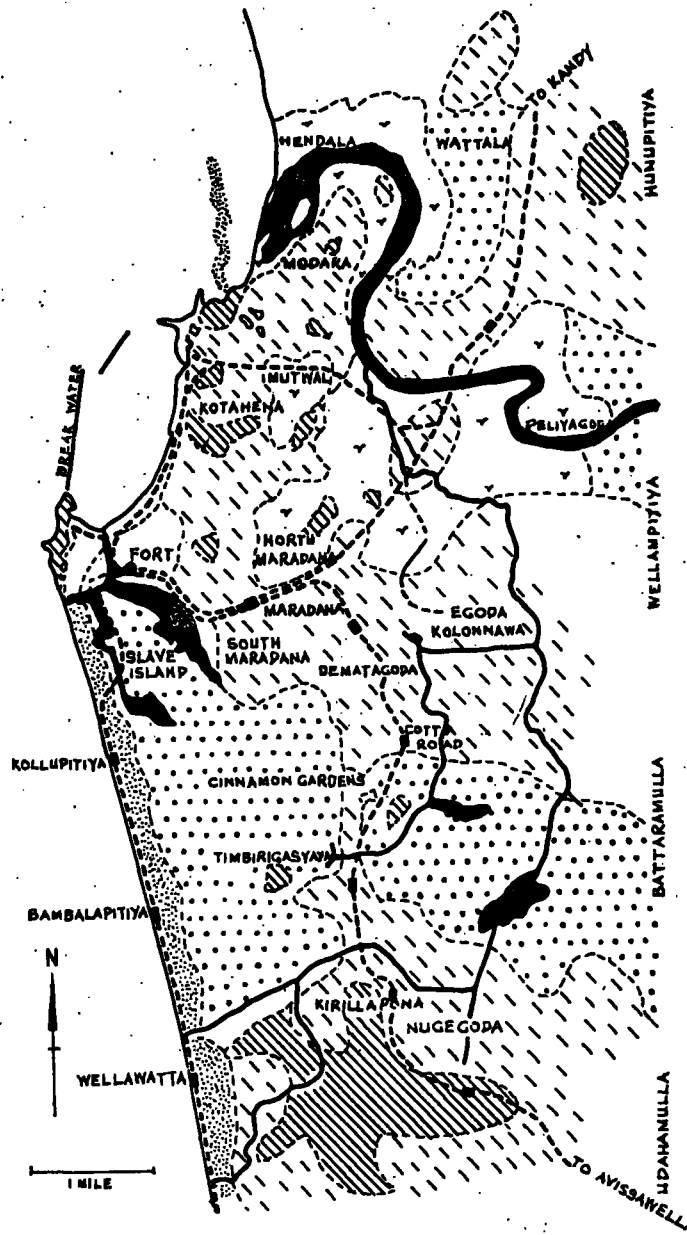 TO KANDY
HENDALA
WATTALA
HUNUPITIYA
MODARA
MUTWAL
KOTAHENA
BREAK WATER
PELIYAGODA
FORT
NORTH
MARADANA
WELLAMPITIYA
MARADANA
EGODA
KOLONNAWA
SLAVE
ISLAND
SOUTH
MARADANA
DEMATAGODA
COTTA
ROAD
KOLLUPITIYA
CINNAMON GARDENS
BATTARAMULLA
TIMBIRIGASYAYA
BAMBALAPITIYA
N
KIRILLAPONA
NUGEGODA
WELLAWATTA
UDAHAMULLA
1 MILE
TO AVISSAWELLA